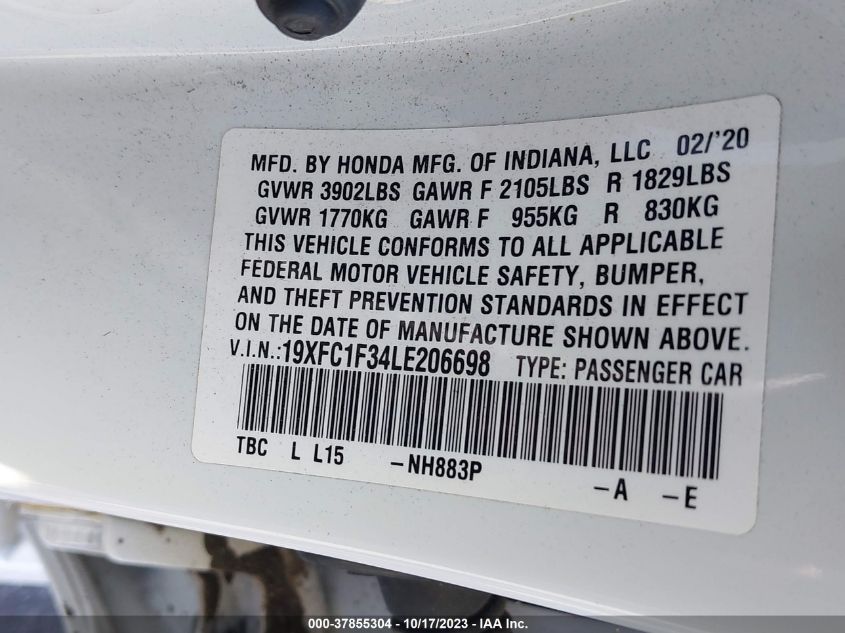 MFD. BY HONDA MFG. OF INDIANA, LLC 02/'20
GVWR 3902LBS GAWR F 2105LBS R 1829LBS
GVWR 1770KG GAWR F 955KG R 830KG
THIS VEHICLE CONFORMS TO ALL APPLICABLE
FEDERAL MOTOR VEHICLE SAFETY, BUMPER,
AND THEFT PREVENTION STANDARDS IN EFFECT
ON THE DATE OF MANUFACTURE SHOWN ABOVE.
V.I.N.:19XFC1F34LE206698 TYPE: PASSENGER CAR
TBC L L15 -NH883P -A -E
000-37855304 - 10/17/2023 - IAA Inc.